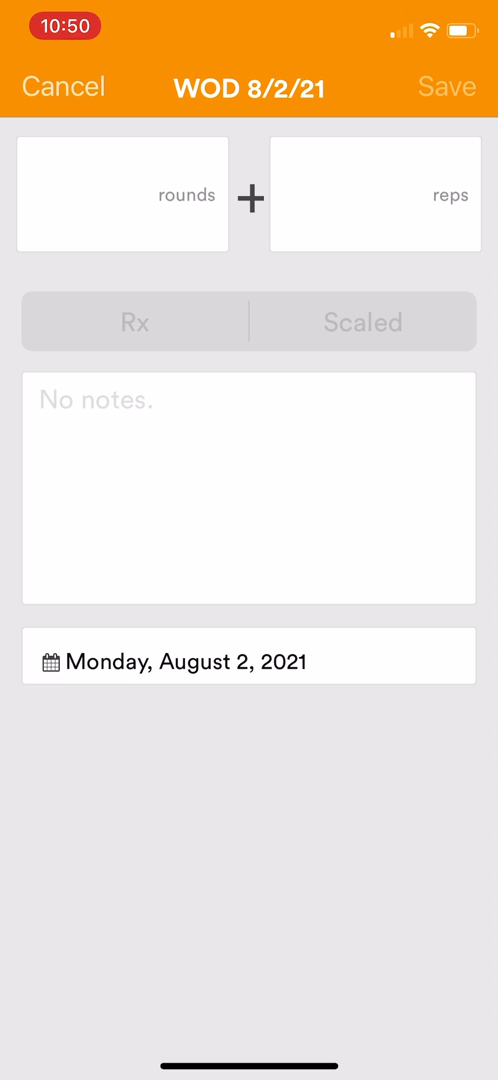 10:50
Cancel WOD 8/2/21 Save
rounds + reps
Rx Scaled
No notes.
Monday, August 2, 2021